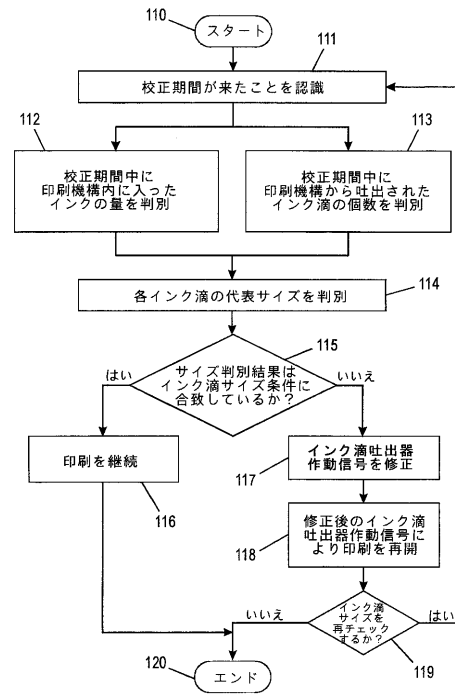 110
スタート
111
校正期間が来たことを認識
112
校正期間中に
印刷機構内に入った
インクの量を判別
113
校正期間中に
印刷機構から吐出された
インク滴の個数を判別
各インク滴の代表サイズを判別
114
115
サイズ判別結果は
インク滴サイズ条件に
合致しているか？
はい
いいえ
印刷を継続
116
インク滴吐出器
作動信号を修正
117
修正後のインク滴
吐出器作動信号に
より印刷を再開
118
インク滴
サイズを
再チェック
するか？
いいえ
はい
119
120
エンド